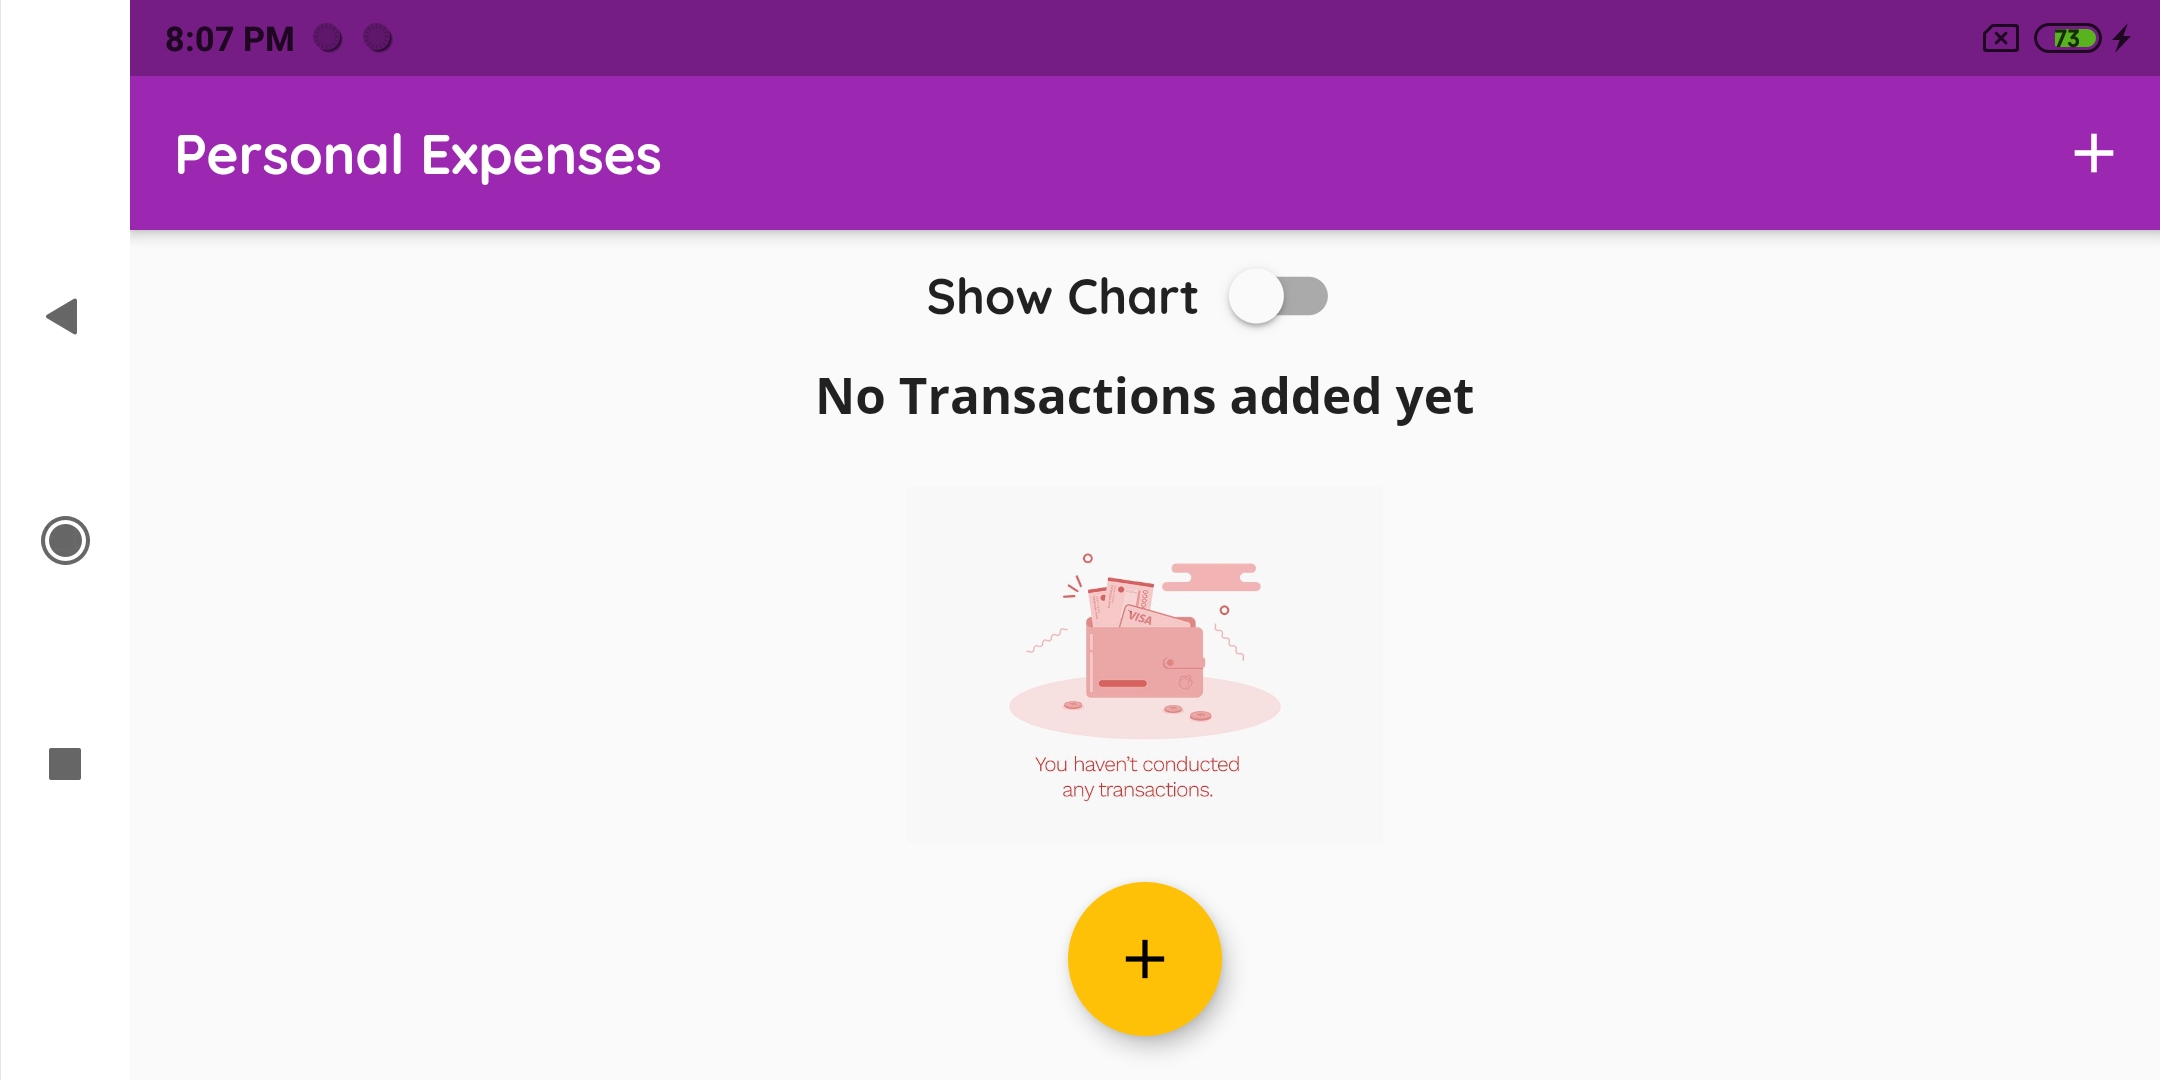 8:07 PM
73
Personal Expenses
Show Chart
No Transactions added yet
VISA
You haven't conducted
any transactions.